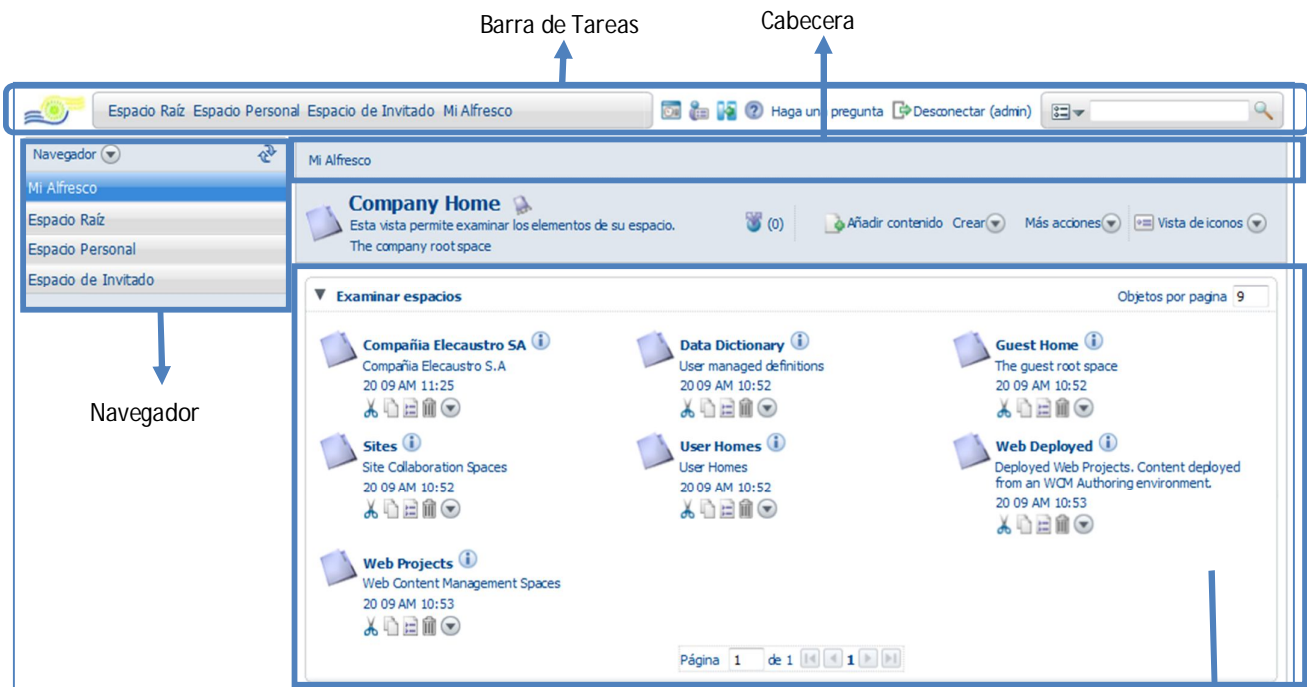 Barra de Tareas
Cabecera
Espacio Raíz Espacio Personal Espacio de Invitado Mi Alfresco
Haga una pregunta
Desconectar (admin)
Navegador
Mi Alfresco
Espacio Raíz
Espacio Personal
Espacio de Invitado
Navegador
Mi Alfresco
Company Home
Esta vista permite examinar los elementos de su espacio.
The company root space
(0)
Añadir contenido
Crear
Más acciones
Vista de iconos
Examinar espacios
Objetos por pagina 9
Compañia Elecaustro SA
Compañia Elecaustro S.A
20 09 AM 11:25
Data Dictionary
User managed definitions
20 09 AM 10:52
Guest Home
The guest root space
20 09 AM 10:52
Sites
Site Collaboration Spaces
20 09 AM 10:52
User Homes
User Homes
20 09 AM 10:52
Web Deployed
Deployed Web Projects. Content deployed
from an WCM Authoring environment.
20 09 AM 10:53
Web Projects
Web Content Management Spaces
20 09 AM 10:53
Página 1 de 1 1